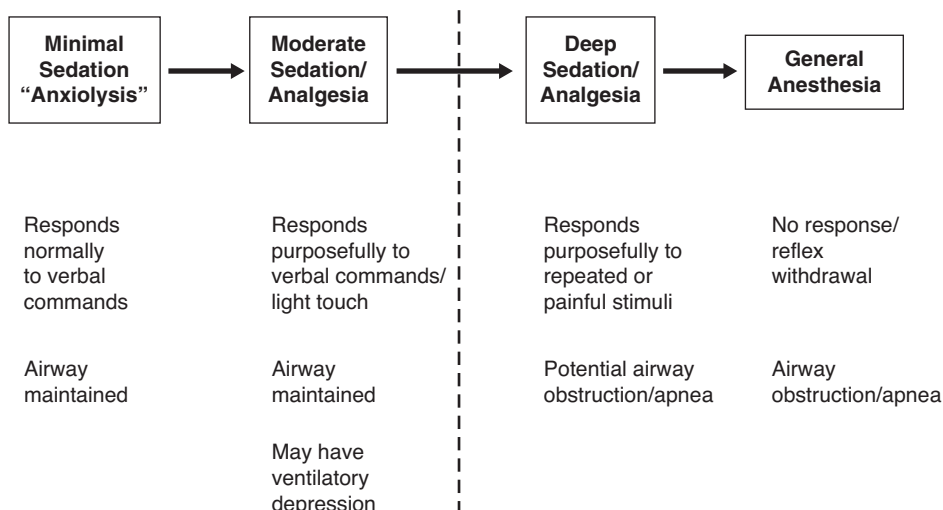 Minimal
Sedation
“Anxiolysis”
Moderate
Sedation/
Analgesia
Deep
Sedation/
Analgesia
General
Anesthesia
Responds
normally
to verbal
commands
Responds
purposefully to
verbal commands/
light touch
Responds
purposefully to
repeated or
painful stimuli
No response/
reflex
withdrawal
Airway
maintained
Airway
maintained
Potential airway
obstruction/apnea
Airway
obstruction/apnea
May have
ventilatory
depression